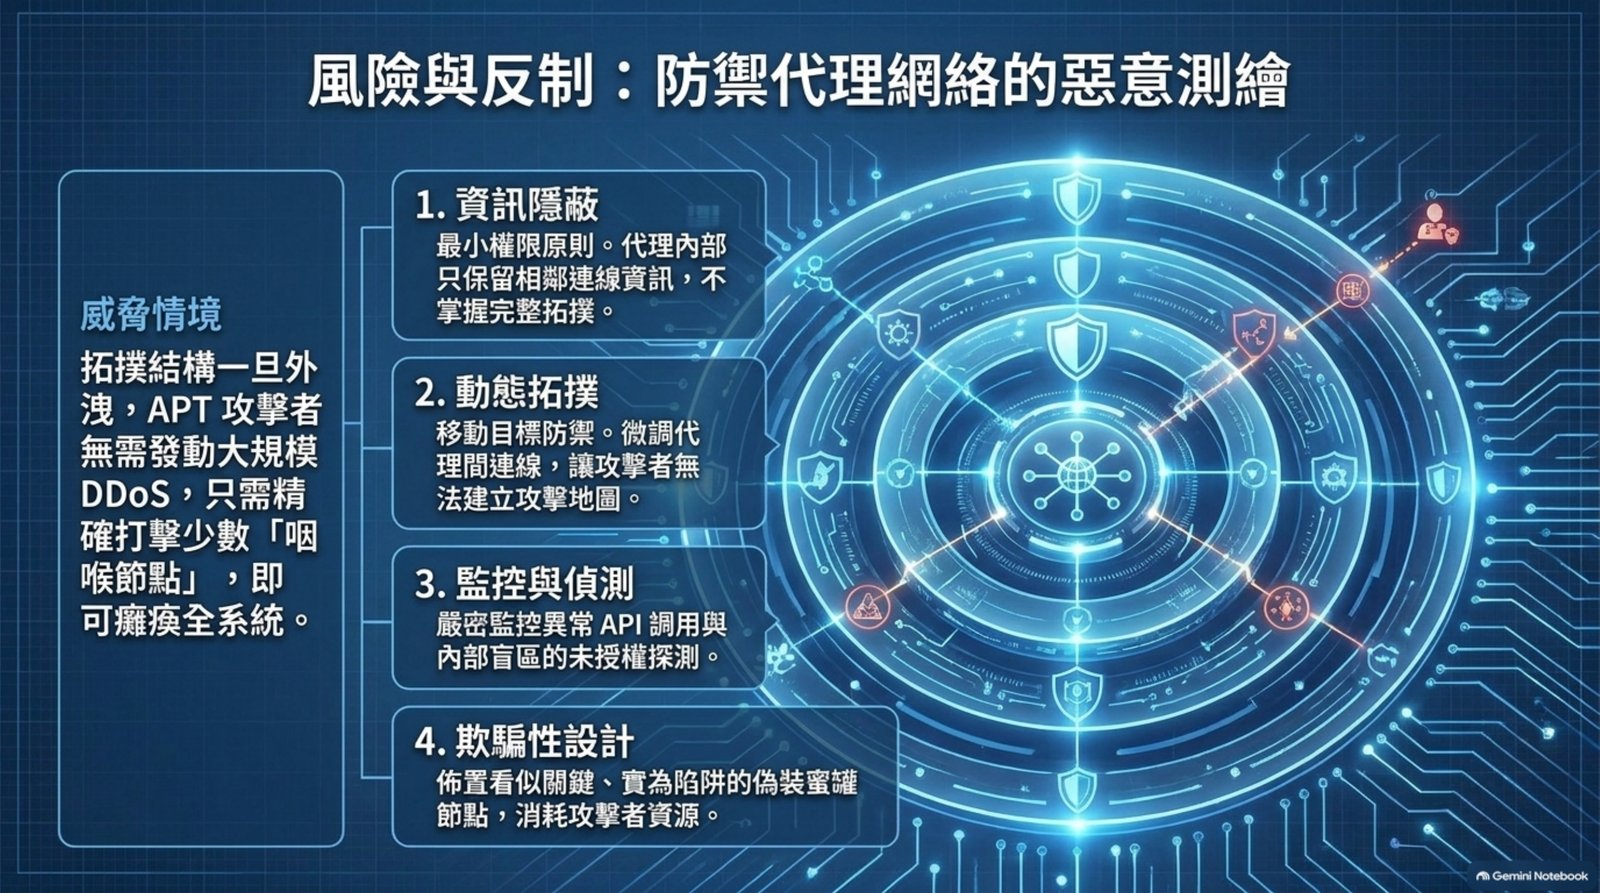 風險與反制：防禦代理網絡的惡意測繪
威脅情境
拓撲結構一旦外
洩，APT 攻擊者
無需發動大規模
DDoS，只需精
確打擊少數「咽
喉節點」，即
可癱瘓全系統。
1. 資訊隱蔽
最小權限原則。代理內部
只保留相鄰連線資訊，不
掌握完整拓撲。
2. 動態拓撲
移動目標防禦。微調代
理間連線，讓攻擊者無
法建立攻擊地圖。
3. 監控與偵測
嚴密監控異常 API 調用與
內部盲區的未授權探測。
4. 欺騙性設計
佈置看似關鍵、實為陷阱的偽裝蜜罐
節點，消耗攻擊者資源。
Gemini Notebook